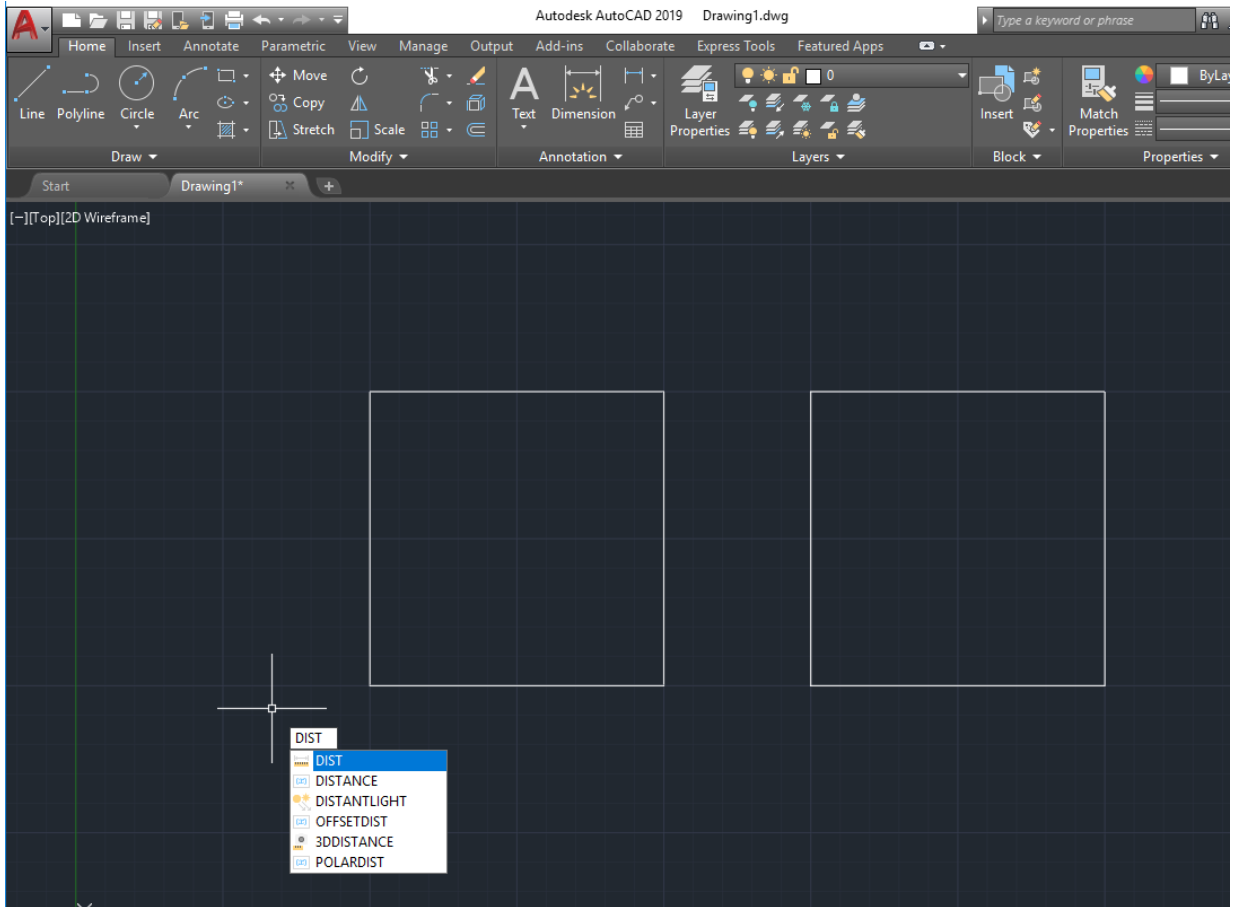 Autodesk AutoCAD 2019 Drawing1.dwg
Type a keyword or phrase
Home Insert Annotate Parametric View Manage Output Add-ins Collaborate Express Tools Featured Apps
Line Polyline Circle Arc
Move
Copy
Stretch
Scale
Text Dimension
Layer Properties
0
Insert
Match Properties
ByLay
Draw Modify Annotation Layers Block Properties
Start Drawing1*
[−][Top][2D Wireframe]
DIST
DIST
DISTANCE
DISTANTLIGHT
OFFSETDIST
3DDISTANCE
POLARDIST